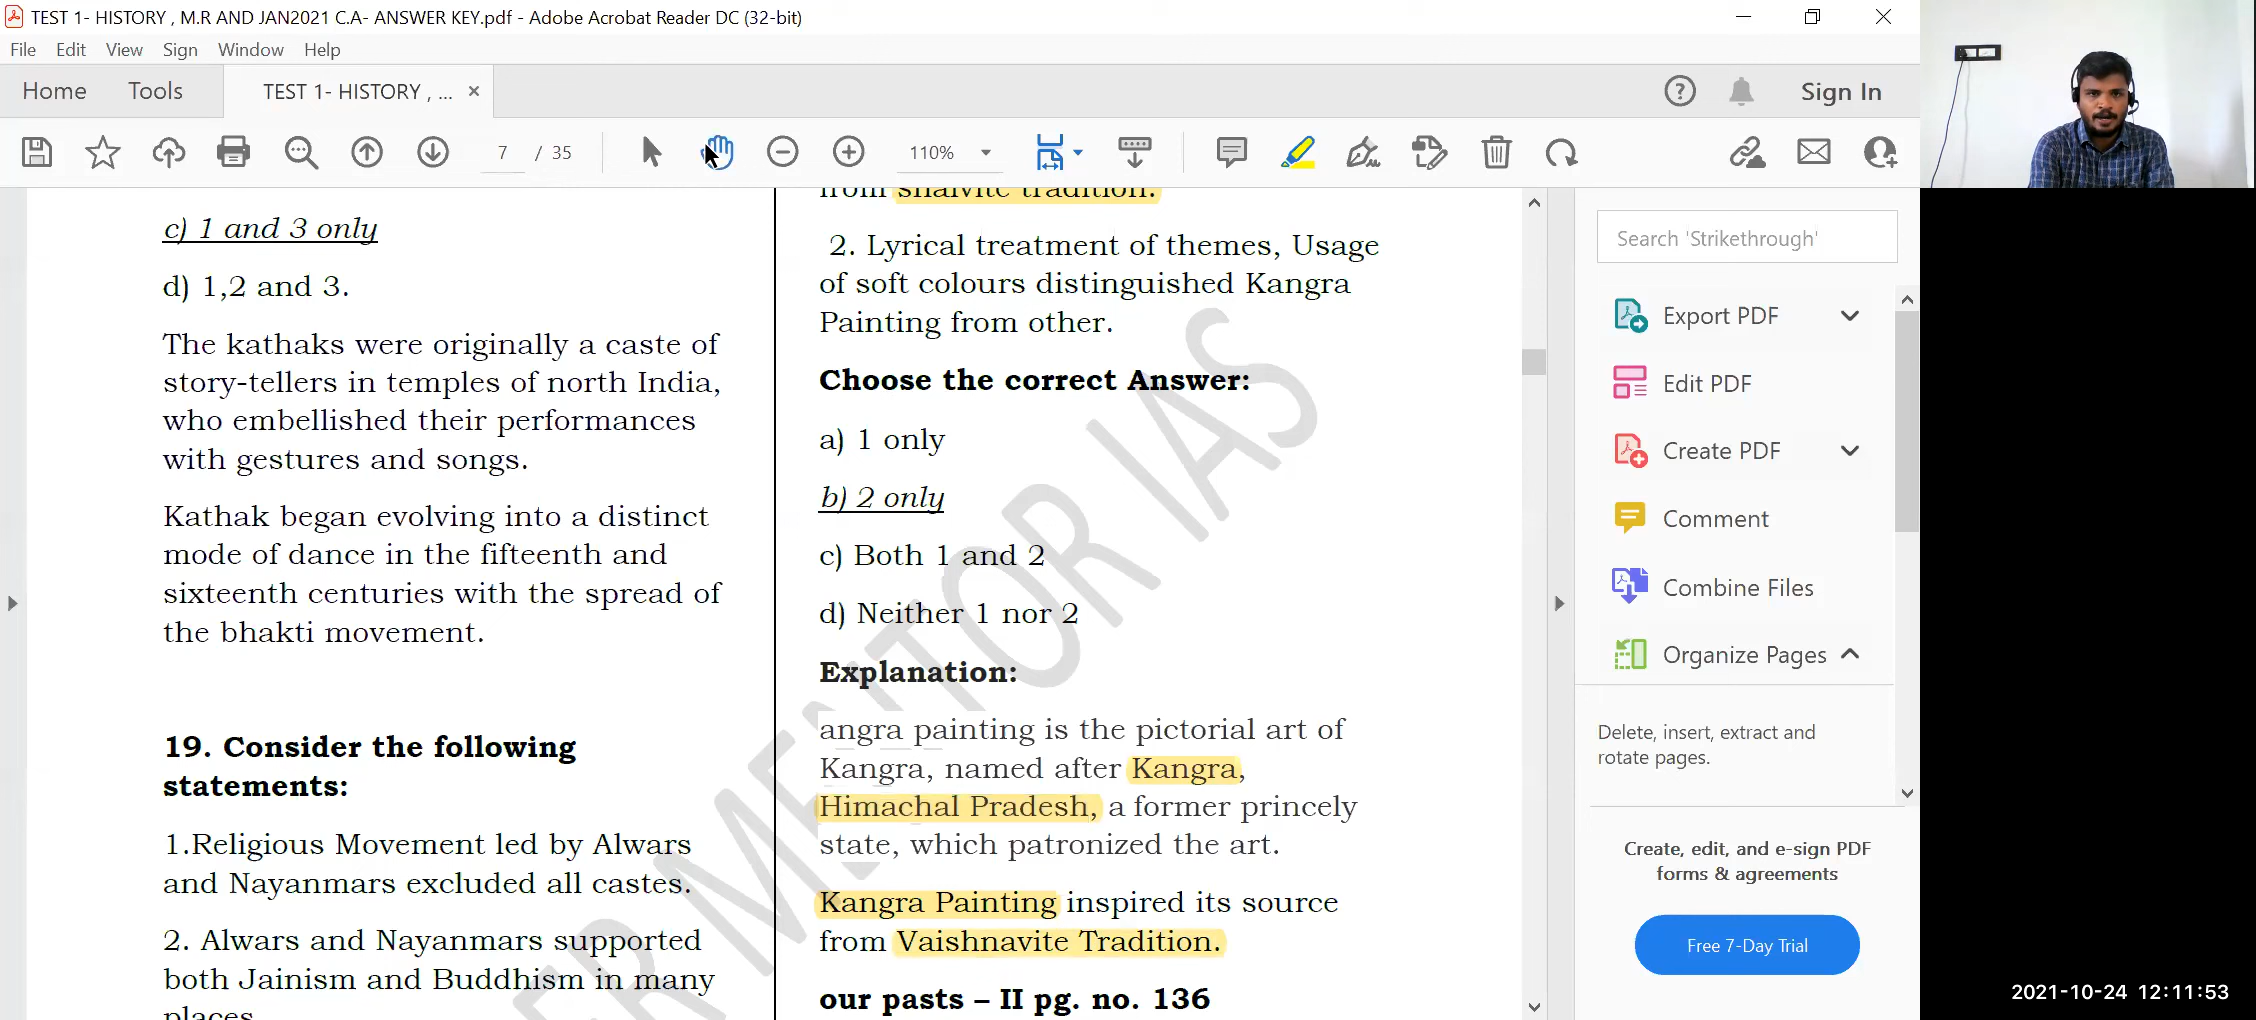 TEST 1- HISTORY , M.R AND JAN2021 C.A- ANSWER KEY.pdf - Adobe Acrobat Reader DC (32-bit)
File Edit View Sign Window Help
Home Tools TEST 1- HISTORY , ... ×
Sign In
7 / 35
110%
c) 1 and 3 only
d) 1,2 and 3.
The kathaks were originally a caste of
story-tellers in temples of north India,
who embellished their performances
with gestures and songs.
Kathak began evolving into a distinct
mode of dance in the fifteenth and
sixteenth centuries with the spread of
the bhakti movement.
19. Consider the following
statements:
1.Religious Movement led by Alwars
and Nayanmars excluded all castes.
2. Alwars and Nayanmars supported
both Jainism and Buddhism in many
places
from shaivite tradition.
2. Lyrical treatment of themes, Usage
of soft colours distinguished Kangra
Painting from other.
Choose the correct Answer:
a) 1 only
b) 2 only
c) Both 1 and 2
d) Neither 1 nor 2
Explanation:
angra painting is the pictorial art of
Kangra, named after Kangra,
Himachal Pradesh, a former princely
state, which patronized the art.
Kangra Painting inspired its source
from Vaishnavite Tradition.
our pasts – II pg. no. 136
ER MENTOR IAS
Search 'Strikethrough'
Export PDF
Edit PDF
Create PDF
Comment
Combine Files
Organize Pages
Delete, insert, extract and
rotate pages.
Create, edit, and e-sign PDF
forms & agreements
Free 7-Day Trial
2021-10-24 12:11:53